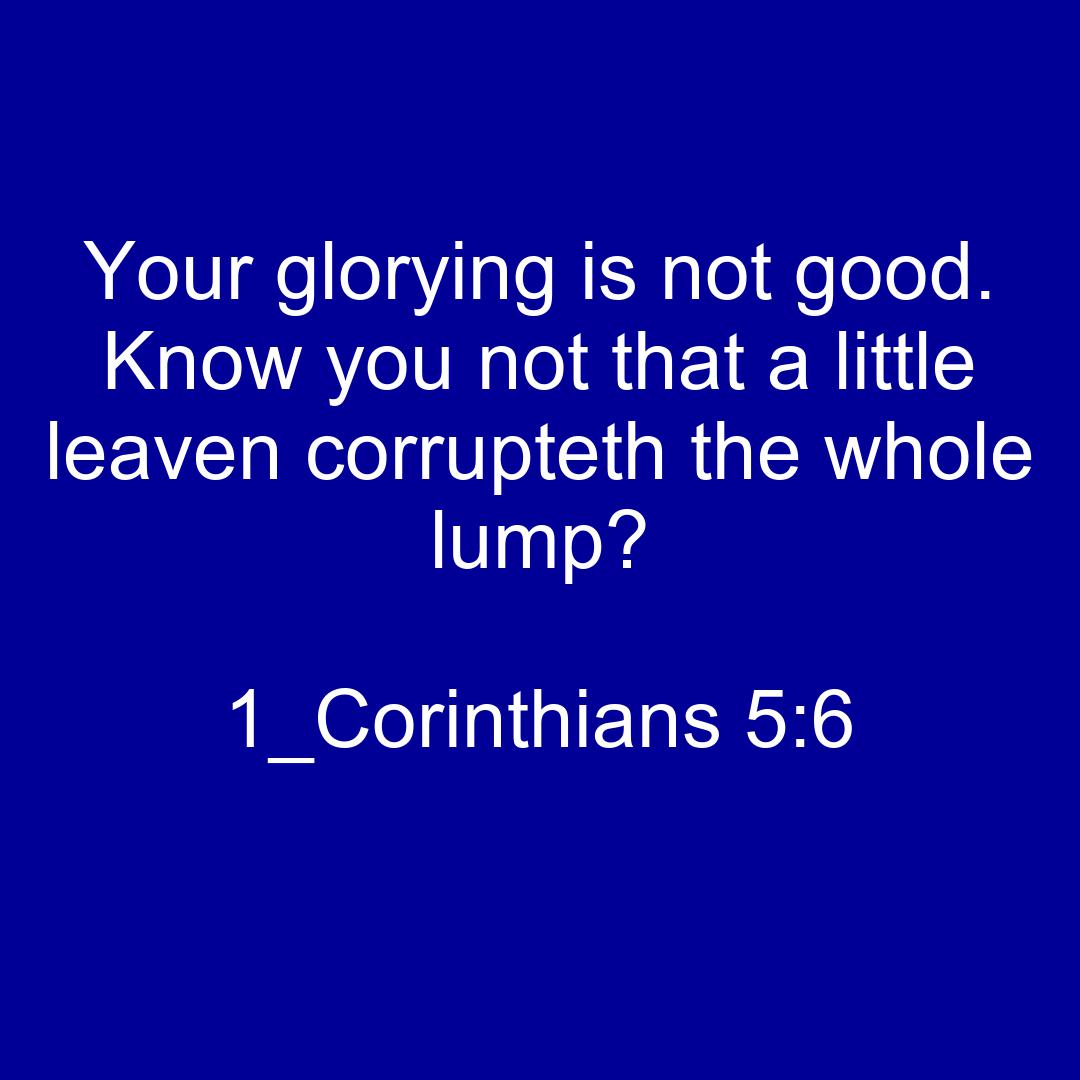 Your glorying is not good.
Know you not that a little
leaven corrupteth the whole
lump?
1_Corinthians 5:6